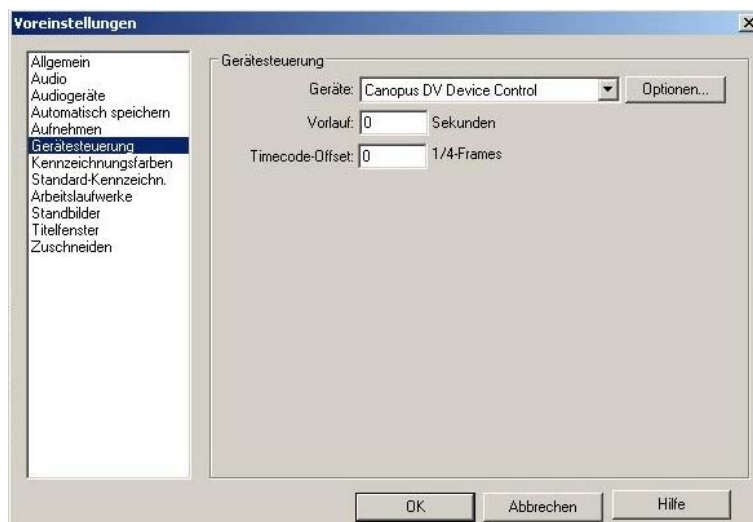 Voreinstellungen
Allgemein
Audio
Audiogeräte
Automatisch speichern
Aufnehmen
Gerätesteuerung
Kennzeichnungsfarben
Standard-Kennzeichn.
Arbeitslaufwerke
Standbilder
Titelfenster
Zuschneiden
Gerätesteuerung
Geräte: Canopus DV Device Control Optionen...
Vorlauf: 0 Sekunden
Timecode-Offset: 0 1/4-Frames
OK Abbrechen Hilfe